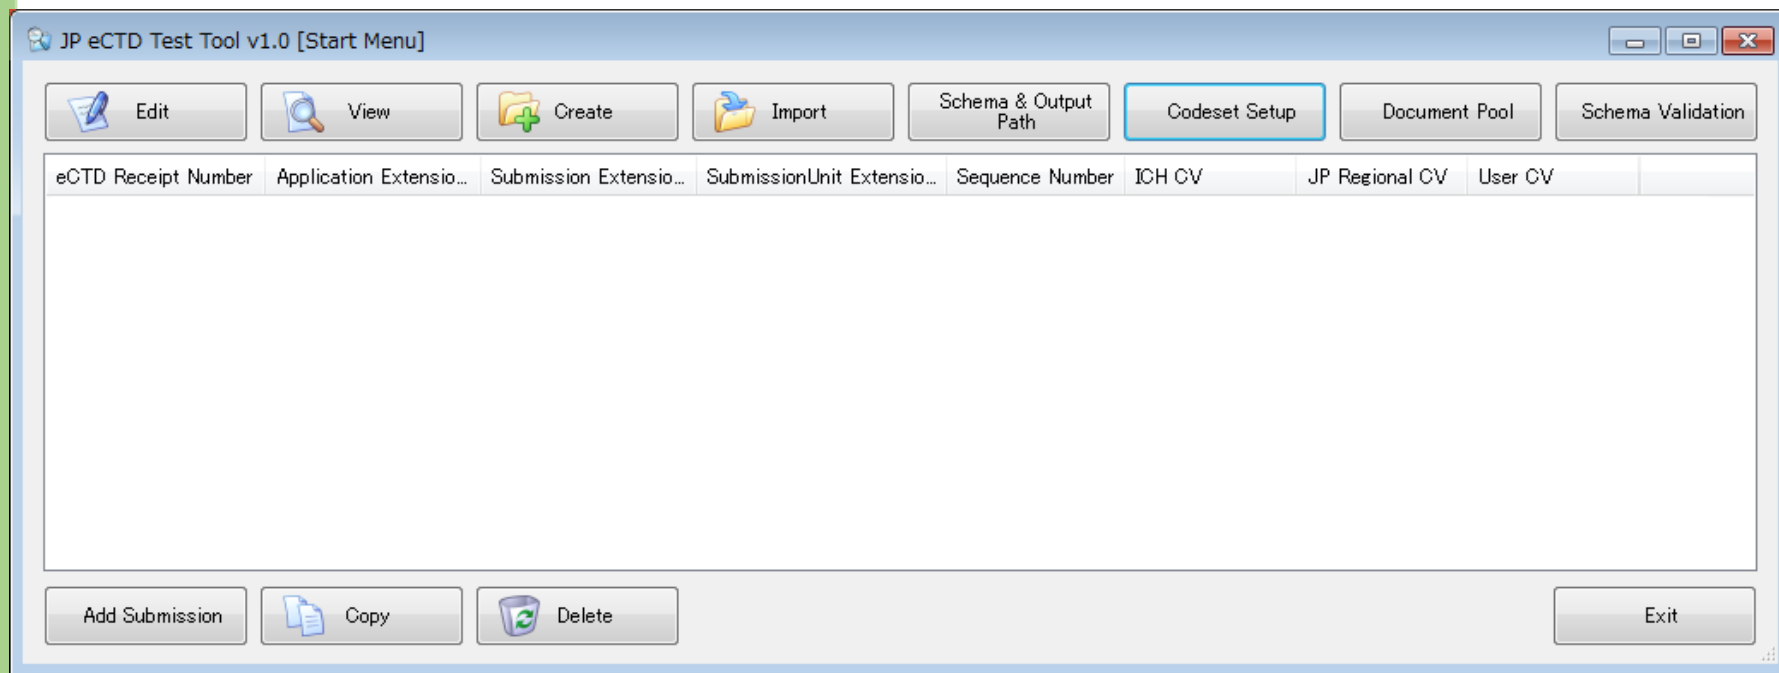 JP eCTD Test Tool v1.0 [Start Menu]
Edit
View
Create
Import
Schema & Output
Path
Codeset Setup
Document Pool
Schema Validation
eCTD Receipt Number
Application Extensio...
Submission Extensio...
SubmissionUnit Extensio...
Sequence Number
ICH CV
JP Regional CV
User CV
Add Submission
Copy
Delete
Exit